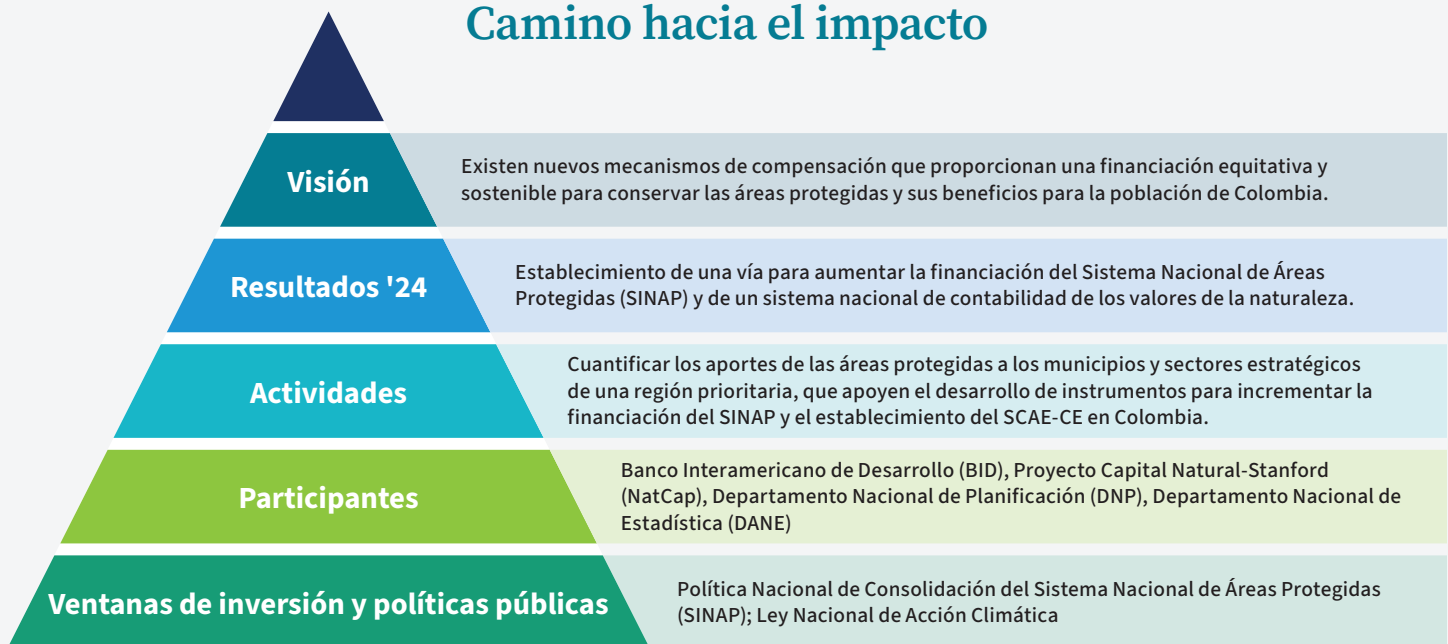 Camino hacia el impacto
Visión
Existen nuevos mecanismos de compensación que proporcionan una financiación equitativa y
sostenible para conservar las áreas protegidas y sus beneficios para la población de Colombia.
Resultados '24
Establecimiento de una vía para aumentar la financiación del Sistema Nacional de Áreas
Protegidas (SINAP) y de un sistema nacional de contabilidad de los valores de la naturaleza.
Actividades
Cuantificar los aportes de las áreas protegidas a los municipios y sectores estratégicos
de una región prioritaria, que apoyen el desarrollo de instrumentos para incrementar la
financiación del SINAP y el establecimiento del SCAE-CE en Colombia.
Participantes
Banco Interamericano de Desarrollo (BID), Proyecto Capital Natural-Stanford
(NatCap), Departamento Nacional de Planificación (DNP), Departamento Nacional de
Estadística (DANE)
Ventanas de inversión y políticas públicas
Política Nacional de Consolidación del Sistema Nacional de Áreas Protegidas
(SINAP); Ley Nacional de Acción Climática